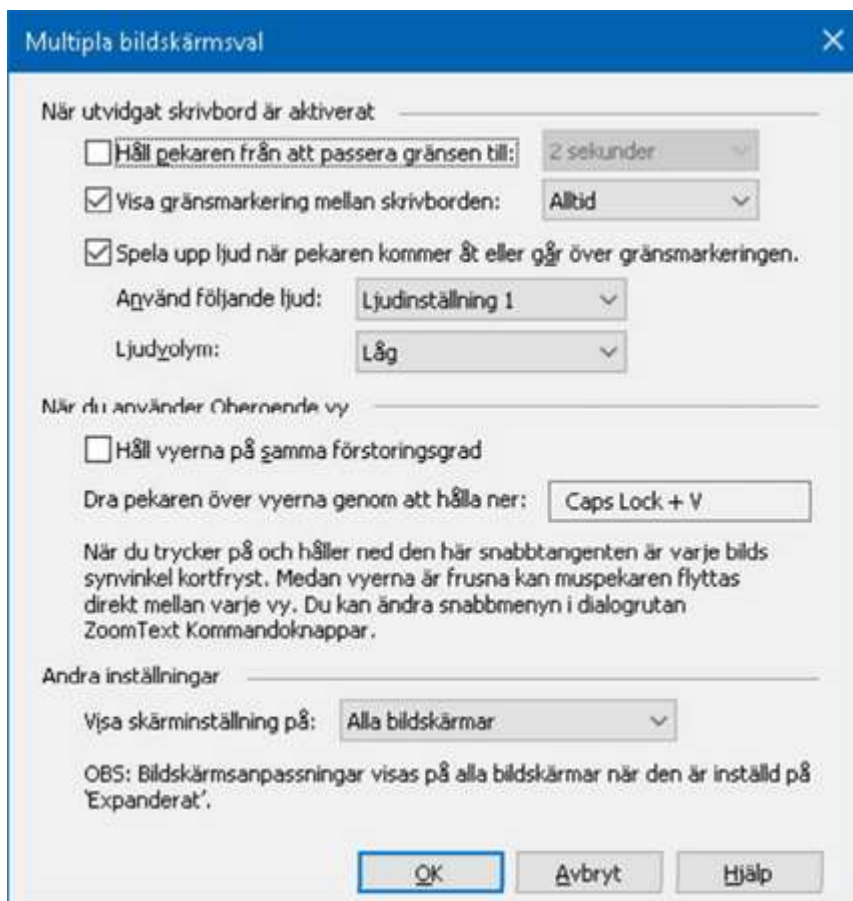 Multipla bildskärmsval
När utvidgat skrivbord är aktiverat
Håll pekaren från att passera gränsen till: 2 sekunder
Visa gränsmarkering mellan skrivborden: Alltid
Spela upp ljud när pekaren kommer åt eller går över gränsmarkeringen.
Använd följande ljud: Ljudinställning 1
Ljudvolym: Låg
När du använder Oberoende vy
Håll vyerna på samma förstoringsgrad
Dra pekaren över vyerna genom att hålla ner: Caps Lock + V
När du trycker på och håller ned den här snabbtangenten är varje bilds
synvinkel kortfryst. Medan vyerna är frusna kan muspekaren flyttas
direkt mellan varje vy. Du kan ändra snabbmenyn i dialogrutan
ZoomText Kommandoknappar.
Andra inställningar
Visa skärminställning på: Alla bildskärmar
OBS: Bildskärmsanpassningar visas på alla bildskärmar när den är inställd på
'Expanderat'.
OK Avbryt Hjälp